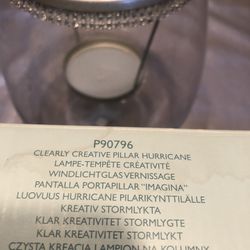 P90796
CLEARLY CREATIVE PILLAR HURRICANE
LAMPE-TEMPÊTE CRÉATIVITÉ
WINDLICHTGLAS VERNISSAGE
PANTALLA PORTAPILLAR "IMAGINA"
LUOVUUS HURRICANE PILARIKYNTTILÄLLE
KREATIV STORMLYKTA
KLAR KREATIVITET STORMLYGTE
KLAR KREATIVITET STORMLYKT
CZYSTA KREACJA LAMPION NA KOLUMNY